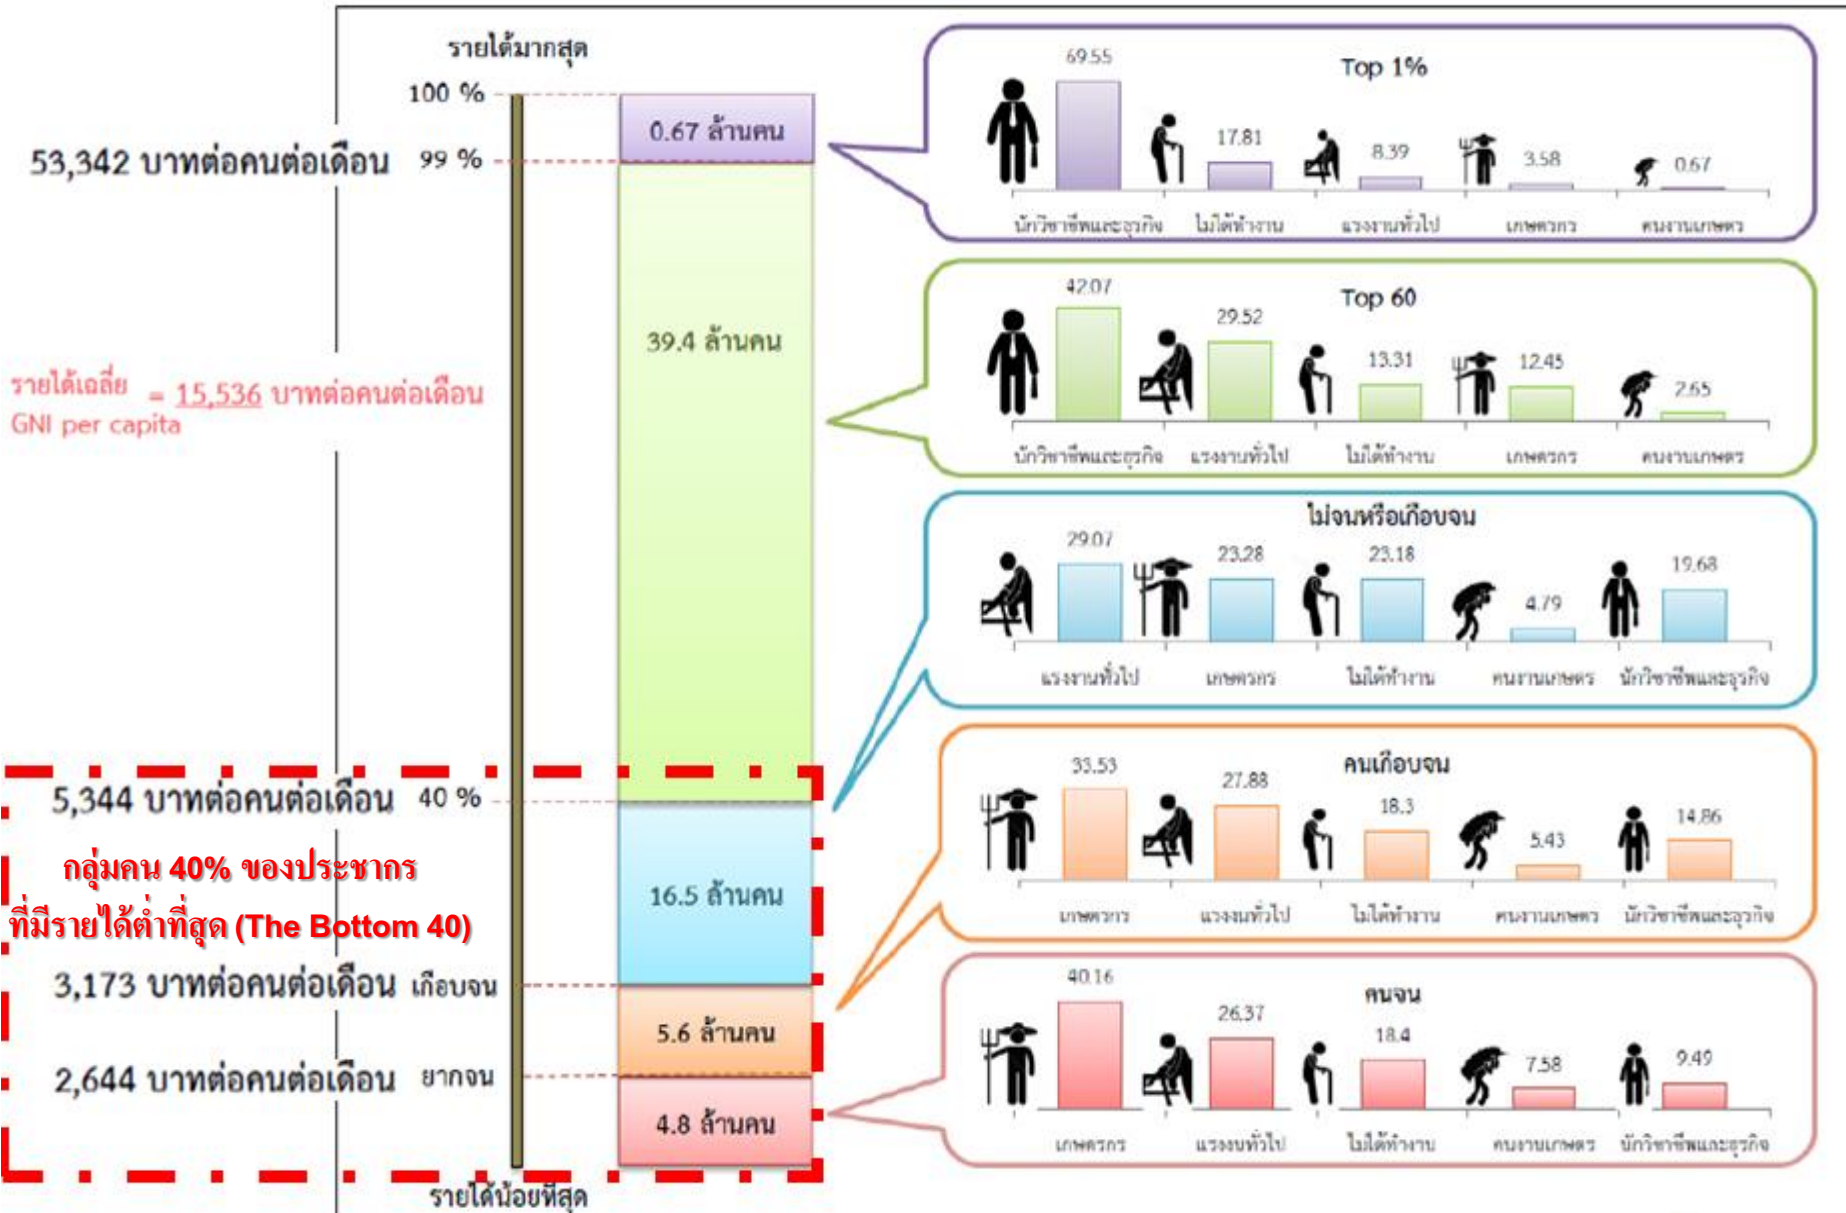 รายได้มากสุด
100 %
53,342 บาทต่อคนต่อเดือน 99 %
รายได้เฉลี่ย = 15,536 บาทต่อคนต่อเดือน
GNI per capita
5,344 บาทต่อคนต่อเดือน 40 %
กลุ่มคน 40% ของประชากร
ที่มีรายได้ต่ำที่สุด (The Bottom 40)
3,173 บาทต่อคนต่อเดือน เกือบจน
2,644 บาทต่อคนต่อเดือน ยากจน
รายได้น้อยที่สุด
0.67 ล้านคน
39.4 ล้านคน
16.5 ล้านคน
5.6 ล้านคน
4.8 ล้านคน
Top 1%
69.55 17.81 8.39 3.58 0.67
นักวิชาชีพและธุรกิจ ไม่ได้ทำงาน แรงงานทั่วไป เกษตรกร คนงานเกษตร
Top 60
42.07 29.52 13.31 12.45 2.65
นักวิชาชีพและธุรกิจ แรงงานทั่วไป ไม่ได้ทำงาน เกษตรกร คนงานเกษตร
ไม่จนหรือเกือบจน
29.07 23.28 23.18 4.79 19.68
แรงงานทั่วไป เกษตรกร ไม่ได้ทำงาน คนงานเกษตร นักวิชาชีพและธุรกิจ
คนเกือบจน
33.53 27.88 18.3 5.43 14.86
เกษตรกร แรงงนทั่วไป ไม่ได้ทำงาน คนงานเกษตร นักวิชาชีพและธุรกิจ
คนจน
40.16 26.37 18.4 7.58 9.49
เกษตรกร แรงงนทั่วไป ไม่ได้ทำงาน คนงานเกษตร นักวิชาชีพและธุรกิจ